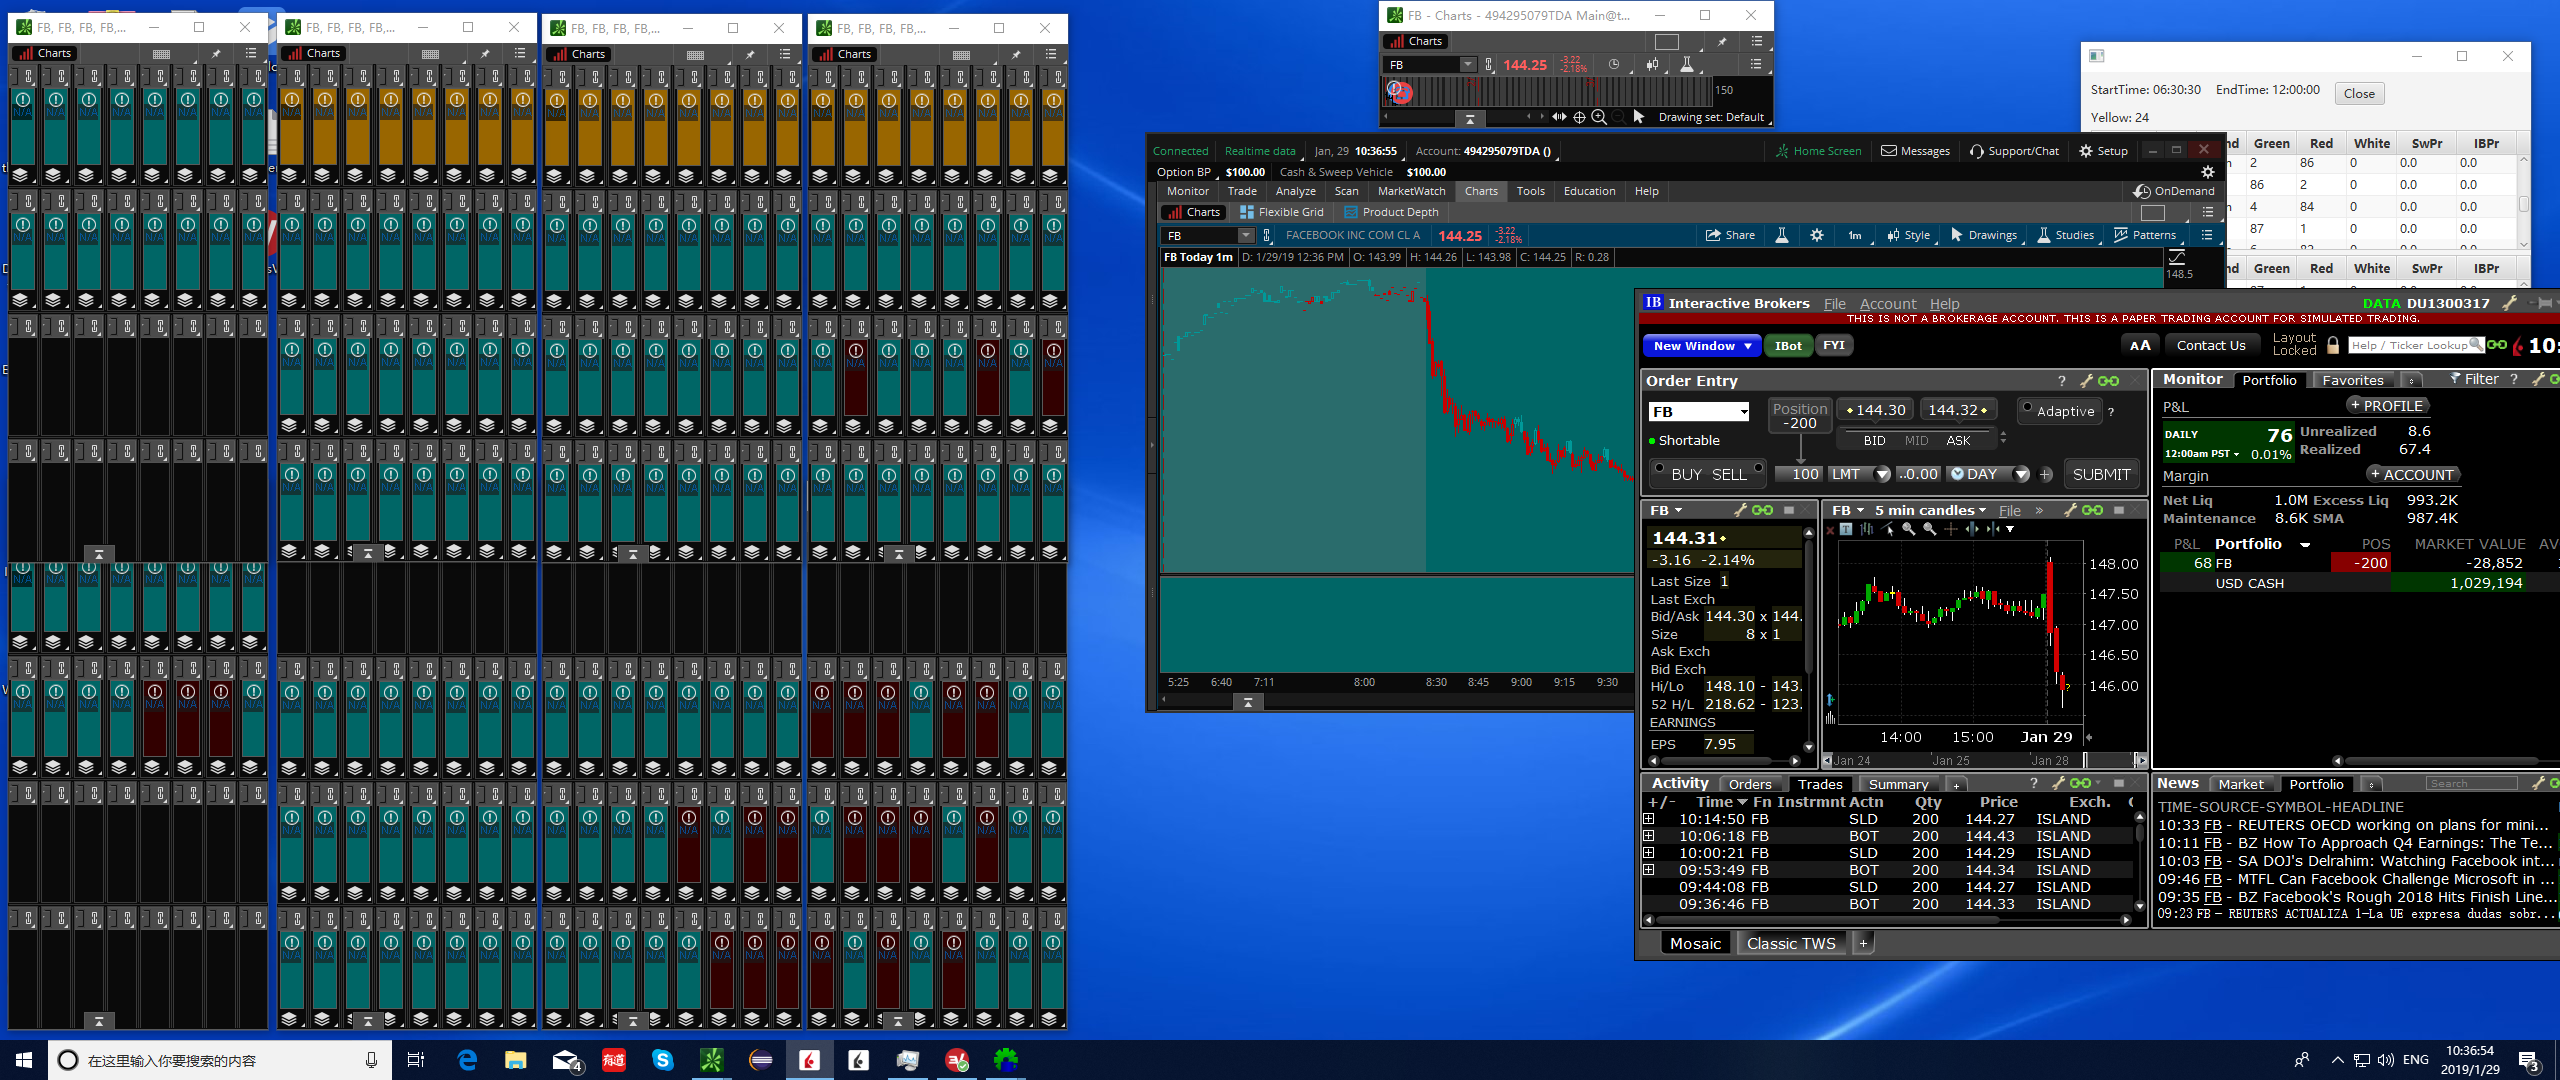 FB, FB, FB, FB,...
Charts
FB, FB, FB, FB,...
Charts
FB, FB, FB, FB,...
Charts
FB, FB, FB, FB,...
Charts
FB - Charts - 494295079TDA Main@t...
Charts
FB 144.25 -3.22 -2.18%
150
Drawing set: Default
StartTime: 06:30:30 EndTime: 12:00:00 Close
Yellow: 24
Green Red White SwPr IBPr
2 86 0 0.0 0.0
86 2 0 0.0 0.0
4 84 0 0.0 0.0
87 1 0 0.0 0.0
Green Red White SwPr IBPr
Connected Realtime data Jan, 29 10:36:55 Account: 494295079TDA () Home Screen Messages Support/Chat Setup
Option BP $100.00 Cash & Sweep Vehicle $100.00
Monitor Trade Analyze Scan MarketWatch Charts Tools Education Help OnDemand
Charts Flexible Grid Product Depth
FB FACEBOOK INC COM CL A 144.25 -3.22 -2.18% Share 1m Style Drawings Studies Patterns
FB Today 1m D: 1/29/19 12:36 PM O: 143.99 H: 144.26 L: 143.98 C: 144.25 R: 0.28
148.5
5:25 6:40 7:11 8:00 8:30 8:45 9:00 9:15 9:30
IB Interactive Brokers File Account Help DATA DU1300317
THIS IS NOT A BROKERAGE ACCOUNT. THIS IS A PAPER TRADING ACCOUNT FOR SIMULATED TRADING.
New Window IBot FYI AA Contact Us Layout Locked Help / Ticker Lookup 10:
Order Entry ?
FB Position -200 144.30 144.32 Adaptive ?
Shortable BID MID ASK
BUY SELL 100 LMT ..0.00 DAY + SUBMIT
FB
144.31
-3.16 -2.14%
Last Size 1
Last Exch
Bid/Ask 144.30 x 144.
Size 8 x 1
Ask Exch
Bid Exch
Hi/Lo 148.10 - 143.
52 H/L 218.62 - 123.
EARNINGS
EPS 7.95
FB 5 min candles File »
148.00
147.50
147.00
146.50
146.00
14:00 15:00 Jan 29
Jan 24 Jan 25 Jan 28
Monitor Portfolio Favorites Filter ?
P&L + PROFILE
DAILY 76 Unrealized 8.6
12:00am PST 0.01% Realized 67.4
Margin + ACCOUNT
Net Liq 1.0M Excess Liq 993.2K
Maintenance 8.6K SMA 987.4K
P&L Portfolio POS MARKET VALUE AV
68 FB -200 -28,852
USD CASH 1,029,194
Activity Orders Trades Summary + ?
+/- Time Fn Instrmnt Actn Qty Price Exch.
10:14:50 FB SLD 200 144.27 ISLAND
10:06:18 FB BOT 200 144.43 ISLAND
10:00:21 FB SLD 200 144.29 ISLAND
09:53:49 FB BOT 200 144.34 ISLAND
09:44:08 FB SLD 200 144.27 ISLAND
09:36:46 FB BOT 200 144.33 ISLAND
News Market Portfolio Search
TIME-SOURCE-SYMBOL-HEADLINE
10:33 FB - REUTERS OECD working on plans for mini...
10:11 FB - BZ How To Approach Q4 Earnings: The Te...
10:03 FB - SA DOJ's Delrahim: Watching Facebook int...
09:46 FB - MTFL Can Facebook Challenge Microsoft in ...
09:35 FB - BZ Facebook's Rough 2018 Hits Finish Line...
09:23 FB - REUTERS ACTUALIZA 1-La UE expresa dudas sobr...
Mosaic Classic TWS +
在这里输入你要搜索的内容
4
有道
ENG
10:36:54
2019/1/29
3